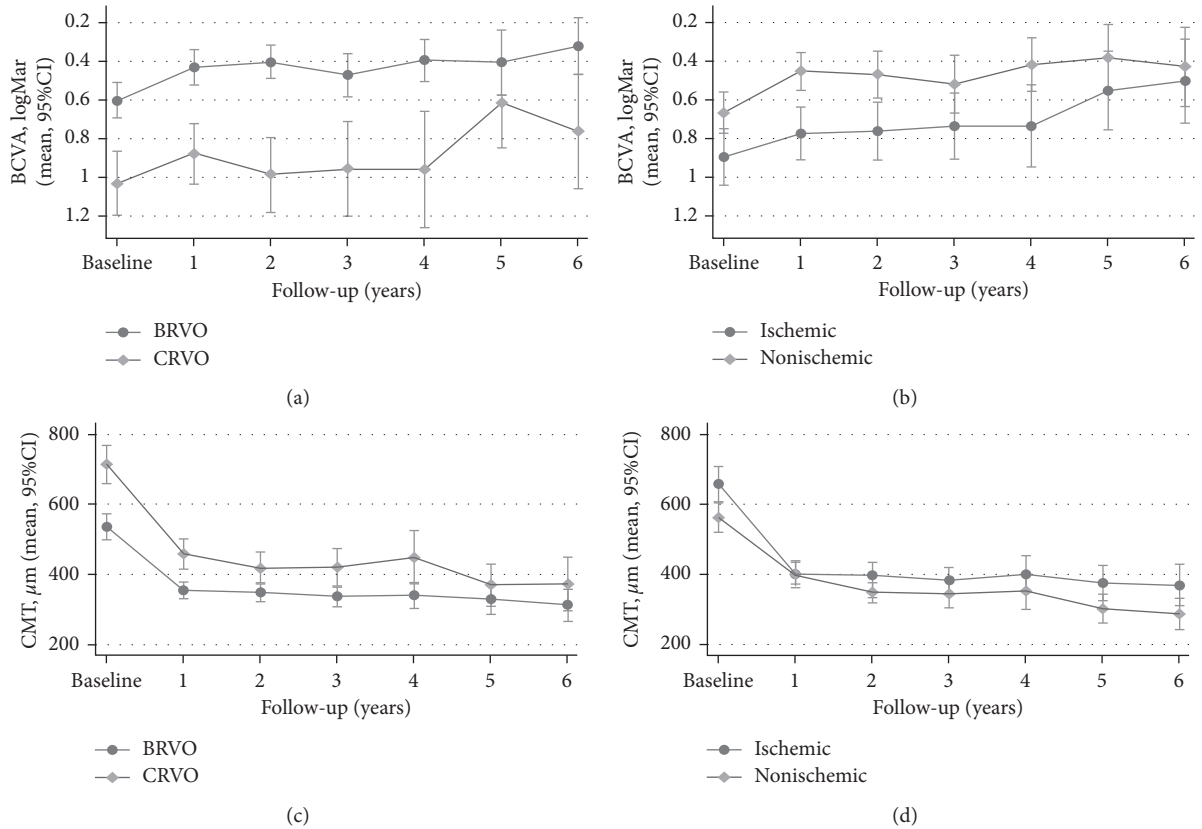 BCVA, logMar
(mean, 95%CI)
0.2
0.4
0.6
0.8
1
1.2
Baseline 1 2 3 4 5 6
Follow-up (years)
BRVO
CRVO
(a)
BCVA, logMar
(mean, 95%CI)
0.2
0.4
0.6
0.8
1
1.2
Baseline 1 2 3 4 5 6
Follow-up (years)
Ischemic
Nonischemic
(b)
CMT, μm (mean, 95%CI)
800
600
400
200
Baseline 1 2 3 4 5 6
Follow-up (years)
BRVO
CRVO
(c)
CMT, μm (mean, 95%CI)
800
600
400
200
Baseline 1 2 3 4 5 6
Follow-up (years)
Ischemic
Nonischemic
(d)